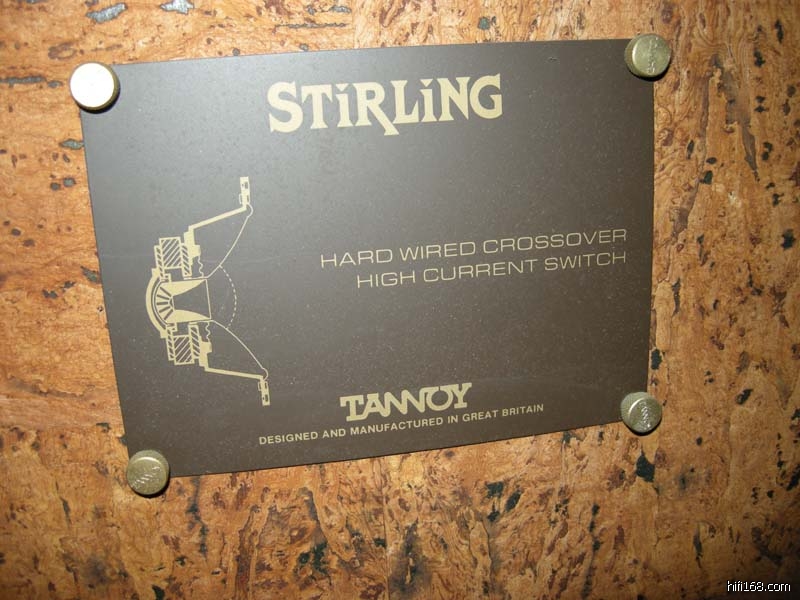 STiRLiNG
HARD WIRED CROSSOVER
HIGH CURRENT SWITCH
TANNOY
DESIGNED AND MANUFACTURED IN GREAT BRITAIN
hifi168.com